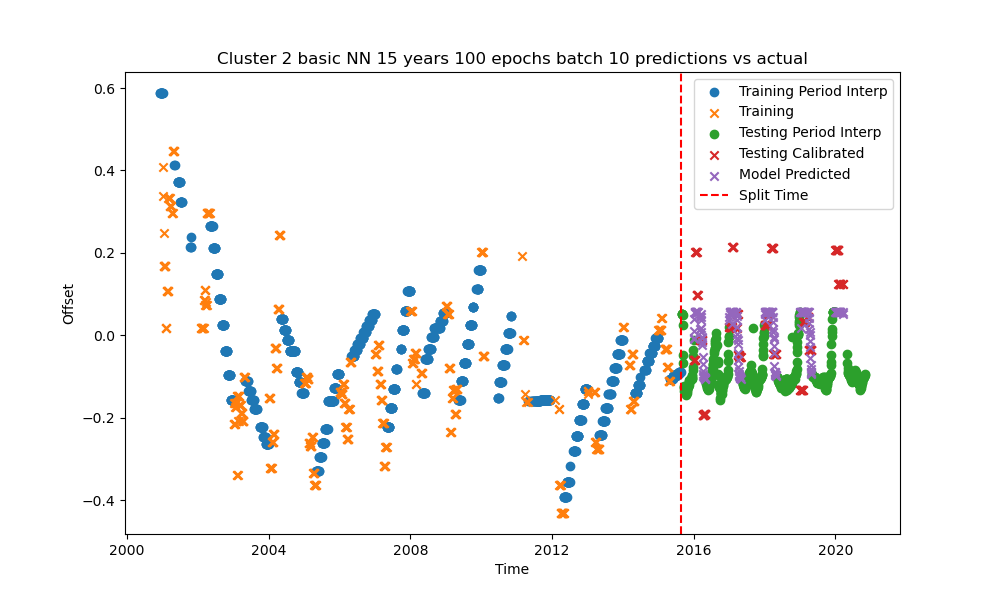 Cluster 2 basic NN 15 years 100 epochs batch 10 predictions vs actual
0.6
0.4
0.2
0.0
−0.2
−0.4
Offset
2000
2004
2008
2012
2016
2020
Time
Training Period Interp
Training
Testing Period Interp
Testing Calibrated
Model Predicted
Split Time